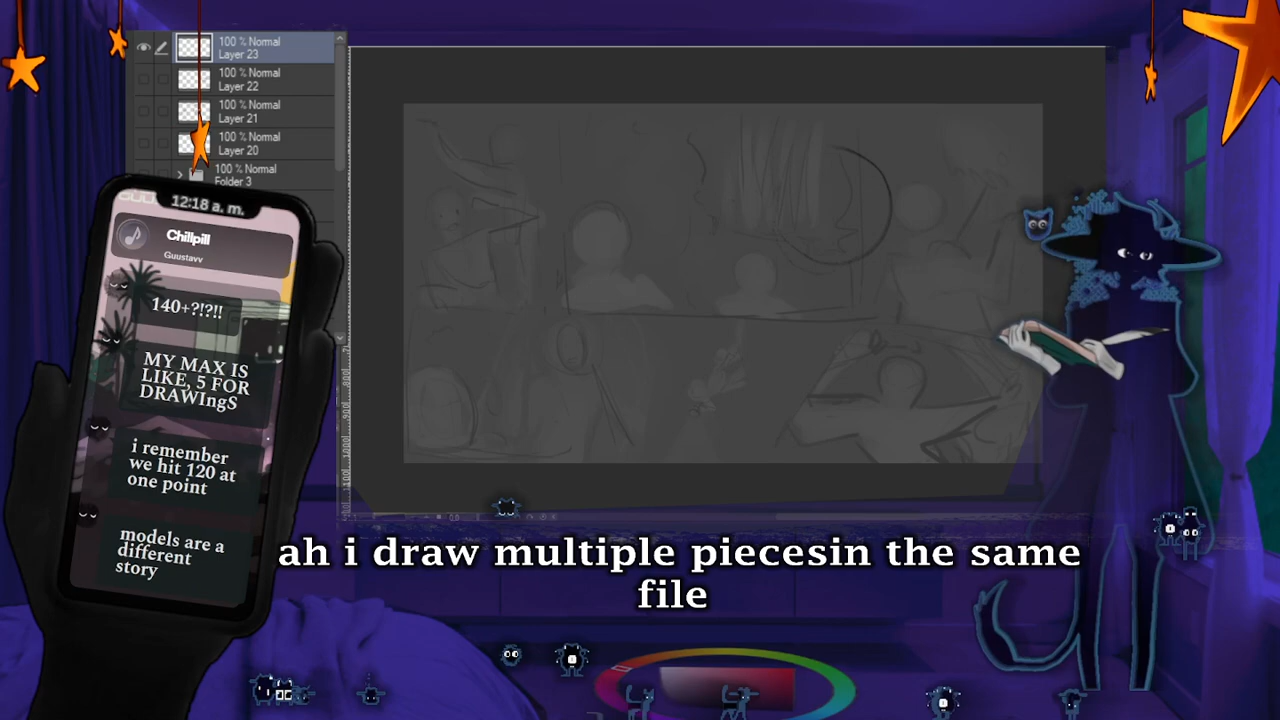 100 % Normal
Layer 23
100 % Normal
Layer 22
100 % Normal
Layer 21
100 % Normal
Layer 20
100 % Normal
Folder 3
12:18 a. m.
Chillpill
Guustavv
140+?!?!!
MY MAX IS
LIKE, 5 FOR
DRAWIngS
i remember
we hit 120 at
one point
models are a
different
story
ah i draw multiple piecesin the same
file